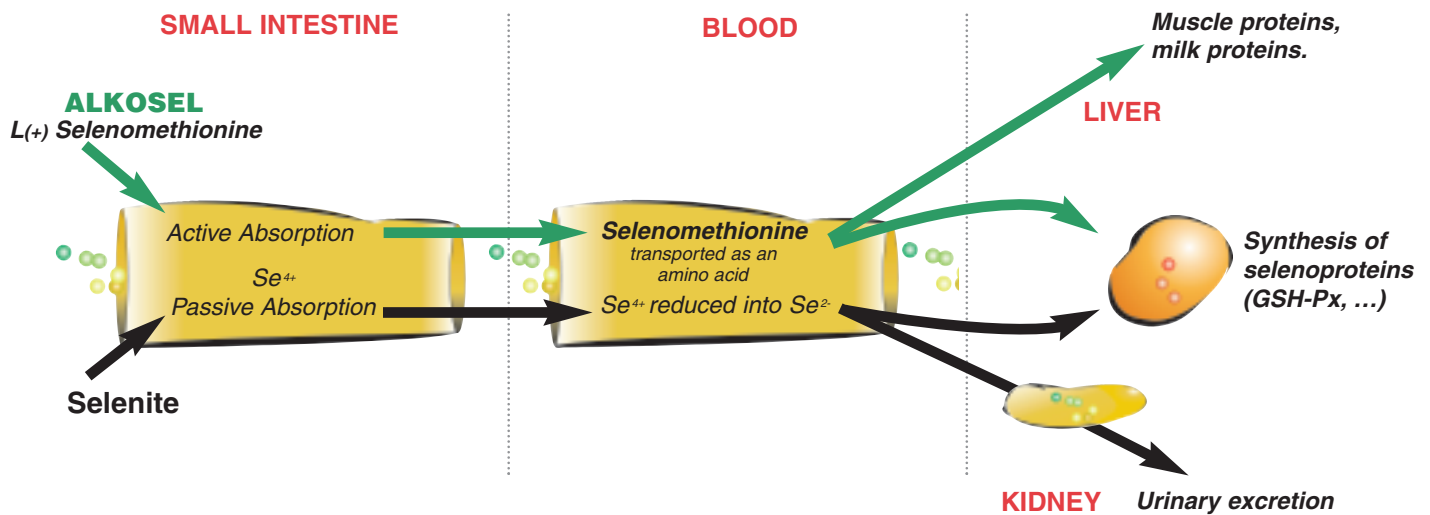 SMALL INTESTINE
BLOOD
Muscle proteins,
milk proteins.
ALKOSEL
L(+) Selenomethionine
LIVER
Active Absorption
Se4+
Passive Absorption
Selenomethionine
transported as an
amino acid
Se4+ reduced into Se2-
Synthesis of
selenoproteins
(GSH-Px, …)
Selenite
KIDNEY
Urinary excretion